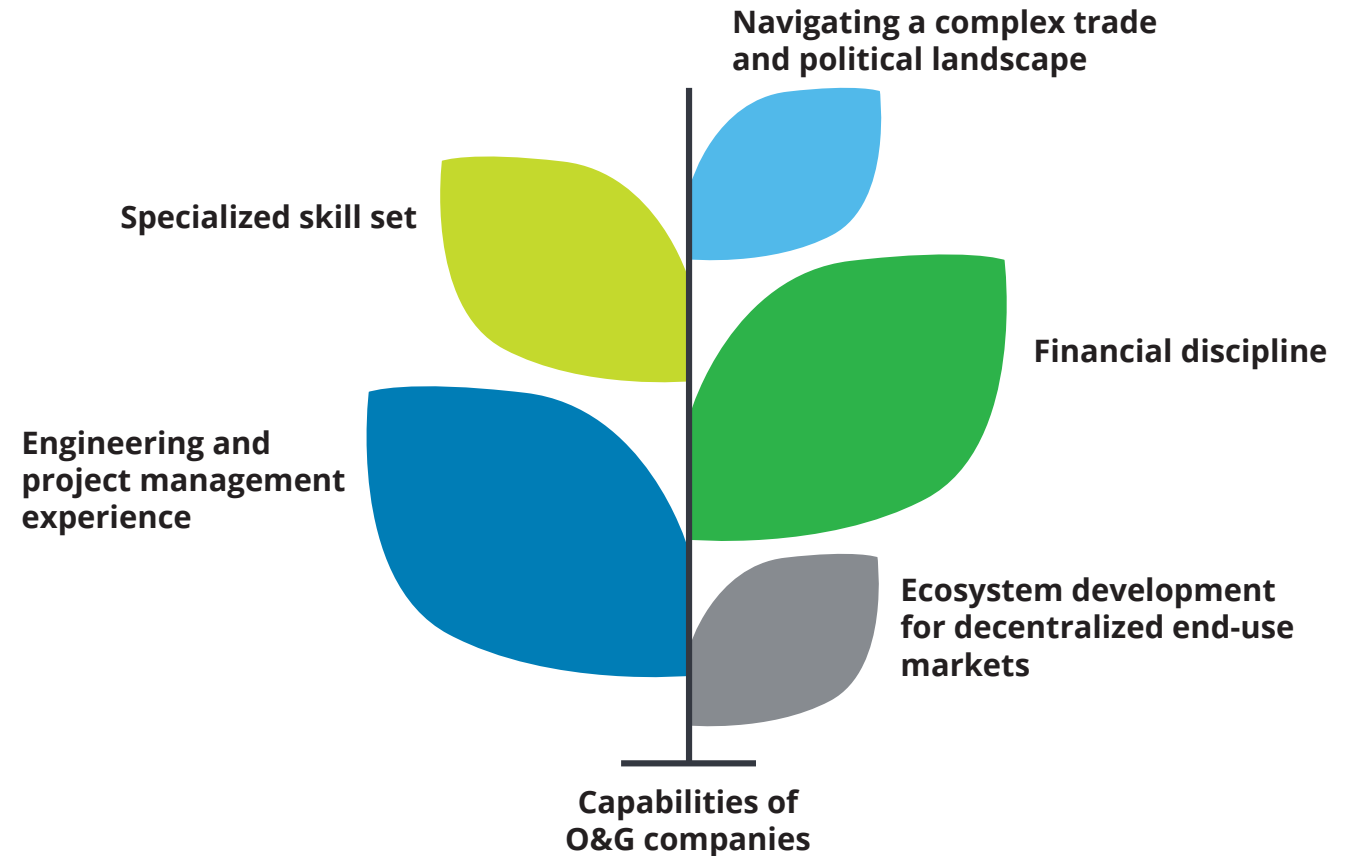 Navigating a complex trade
and political landscape
Specialized skill set
Financial discipline
Engineering and
project management
experience
Ecosystem development
for decentralized end-use
markets
Capabilities of
O&G companies